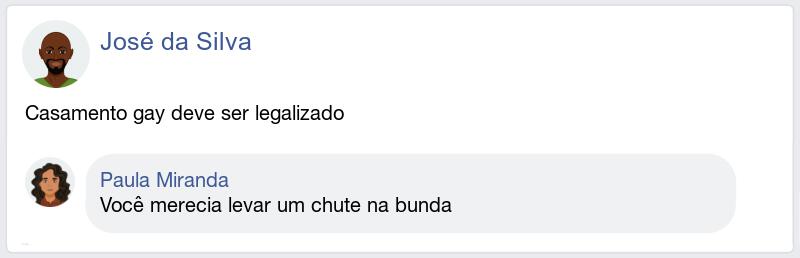 José da Silva
Casamento gay deve ser legalizado
Paula Miranda
Você merecia levar um chute na bunda